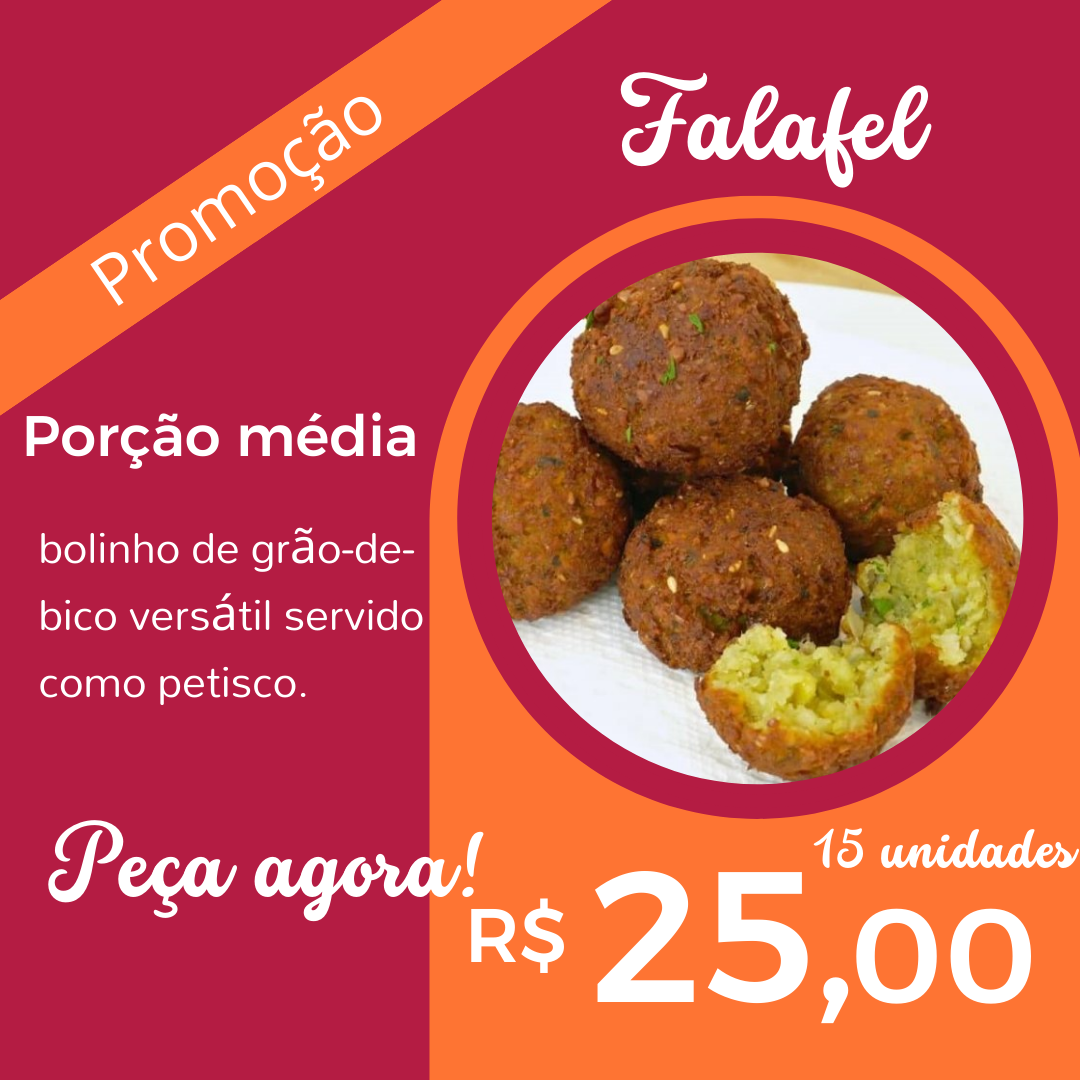 Promoção
Falafel
Porção média
bolinho de grão-de-
bico versátil servido
como petisco.
Peça agora!
15 unidades
R$ 25,00